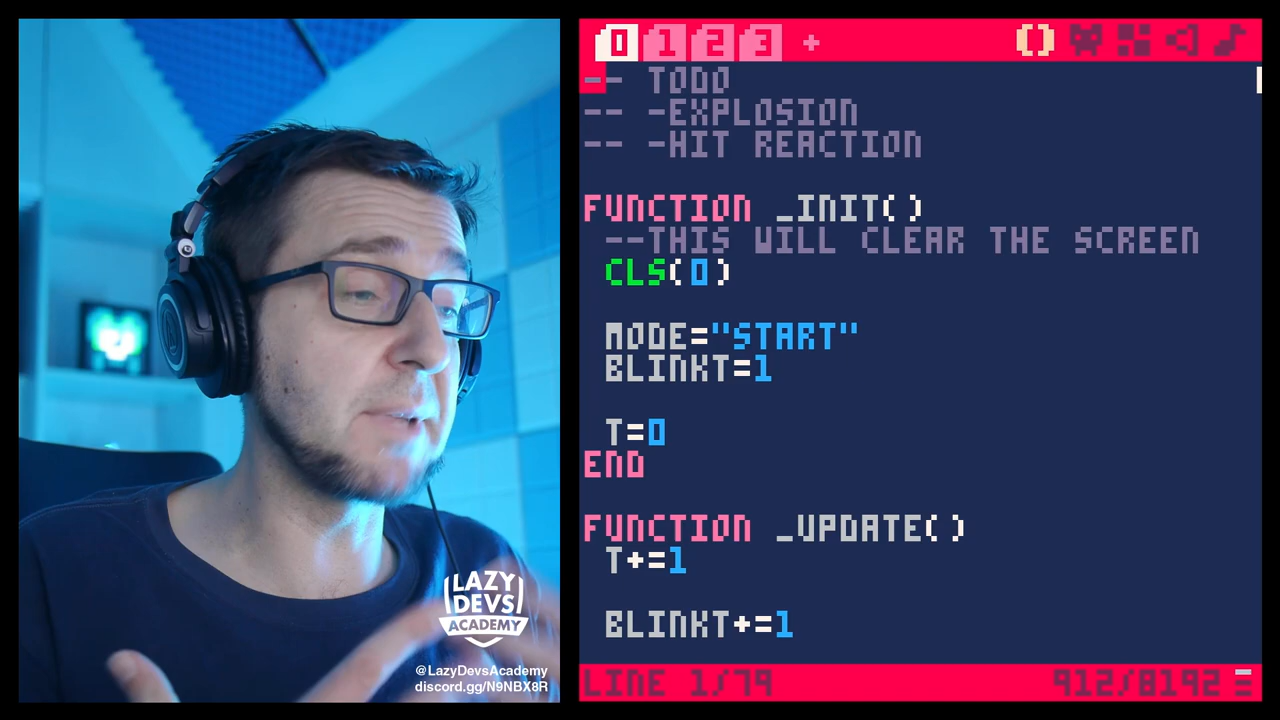 LAZY
DEVS
ACADEMY
@LazyDevsAcademy
discord.gg/N9NBX8R
0 1 2 3 +
-- TODO
-- -EXPLOSION
-- -HIT REACTION
FUNCTION _INIT()
--THIS WILL CLEAR THE SCREEN
CLS(0)
MODE="START"
BLINKT=1
T=0
END
FUNCTION _UPDATE()
T+=1
BLINKT+=1
LINE 1/79
912/8192